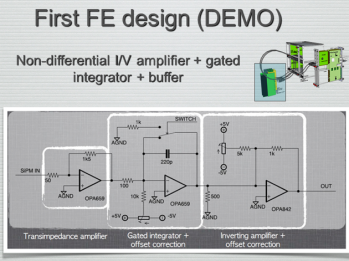 First FE design (DEMO)
Non-differential I/V amplifier + gated
integrator + buffer
SWITCH
1k
AGND
+5V
1k5
220p
5k
1k
SIPM IN
50
100
-5V
OUT
AGND
OPA659
10k
AGND
OPA659
500
AGND
OPA842
+5V
-5V
AGND
Transimpedance amplifier
Gated integrator +
offset correction
Inverting amplifier +
offset correction